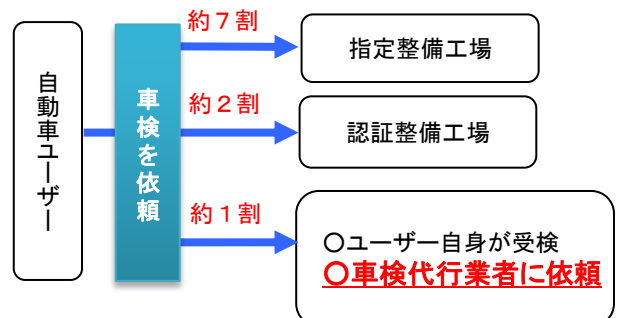 自動車ユーザー
車検を依頼
約７割
指定整備工場
約２割
認証整備工場
約１割
○ユーザー自身が受検
○車検代行業者に依頼